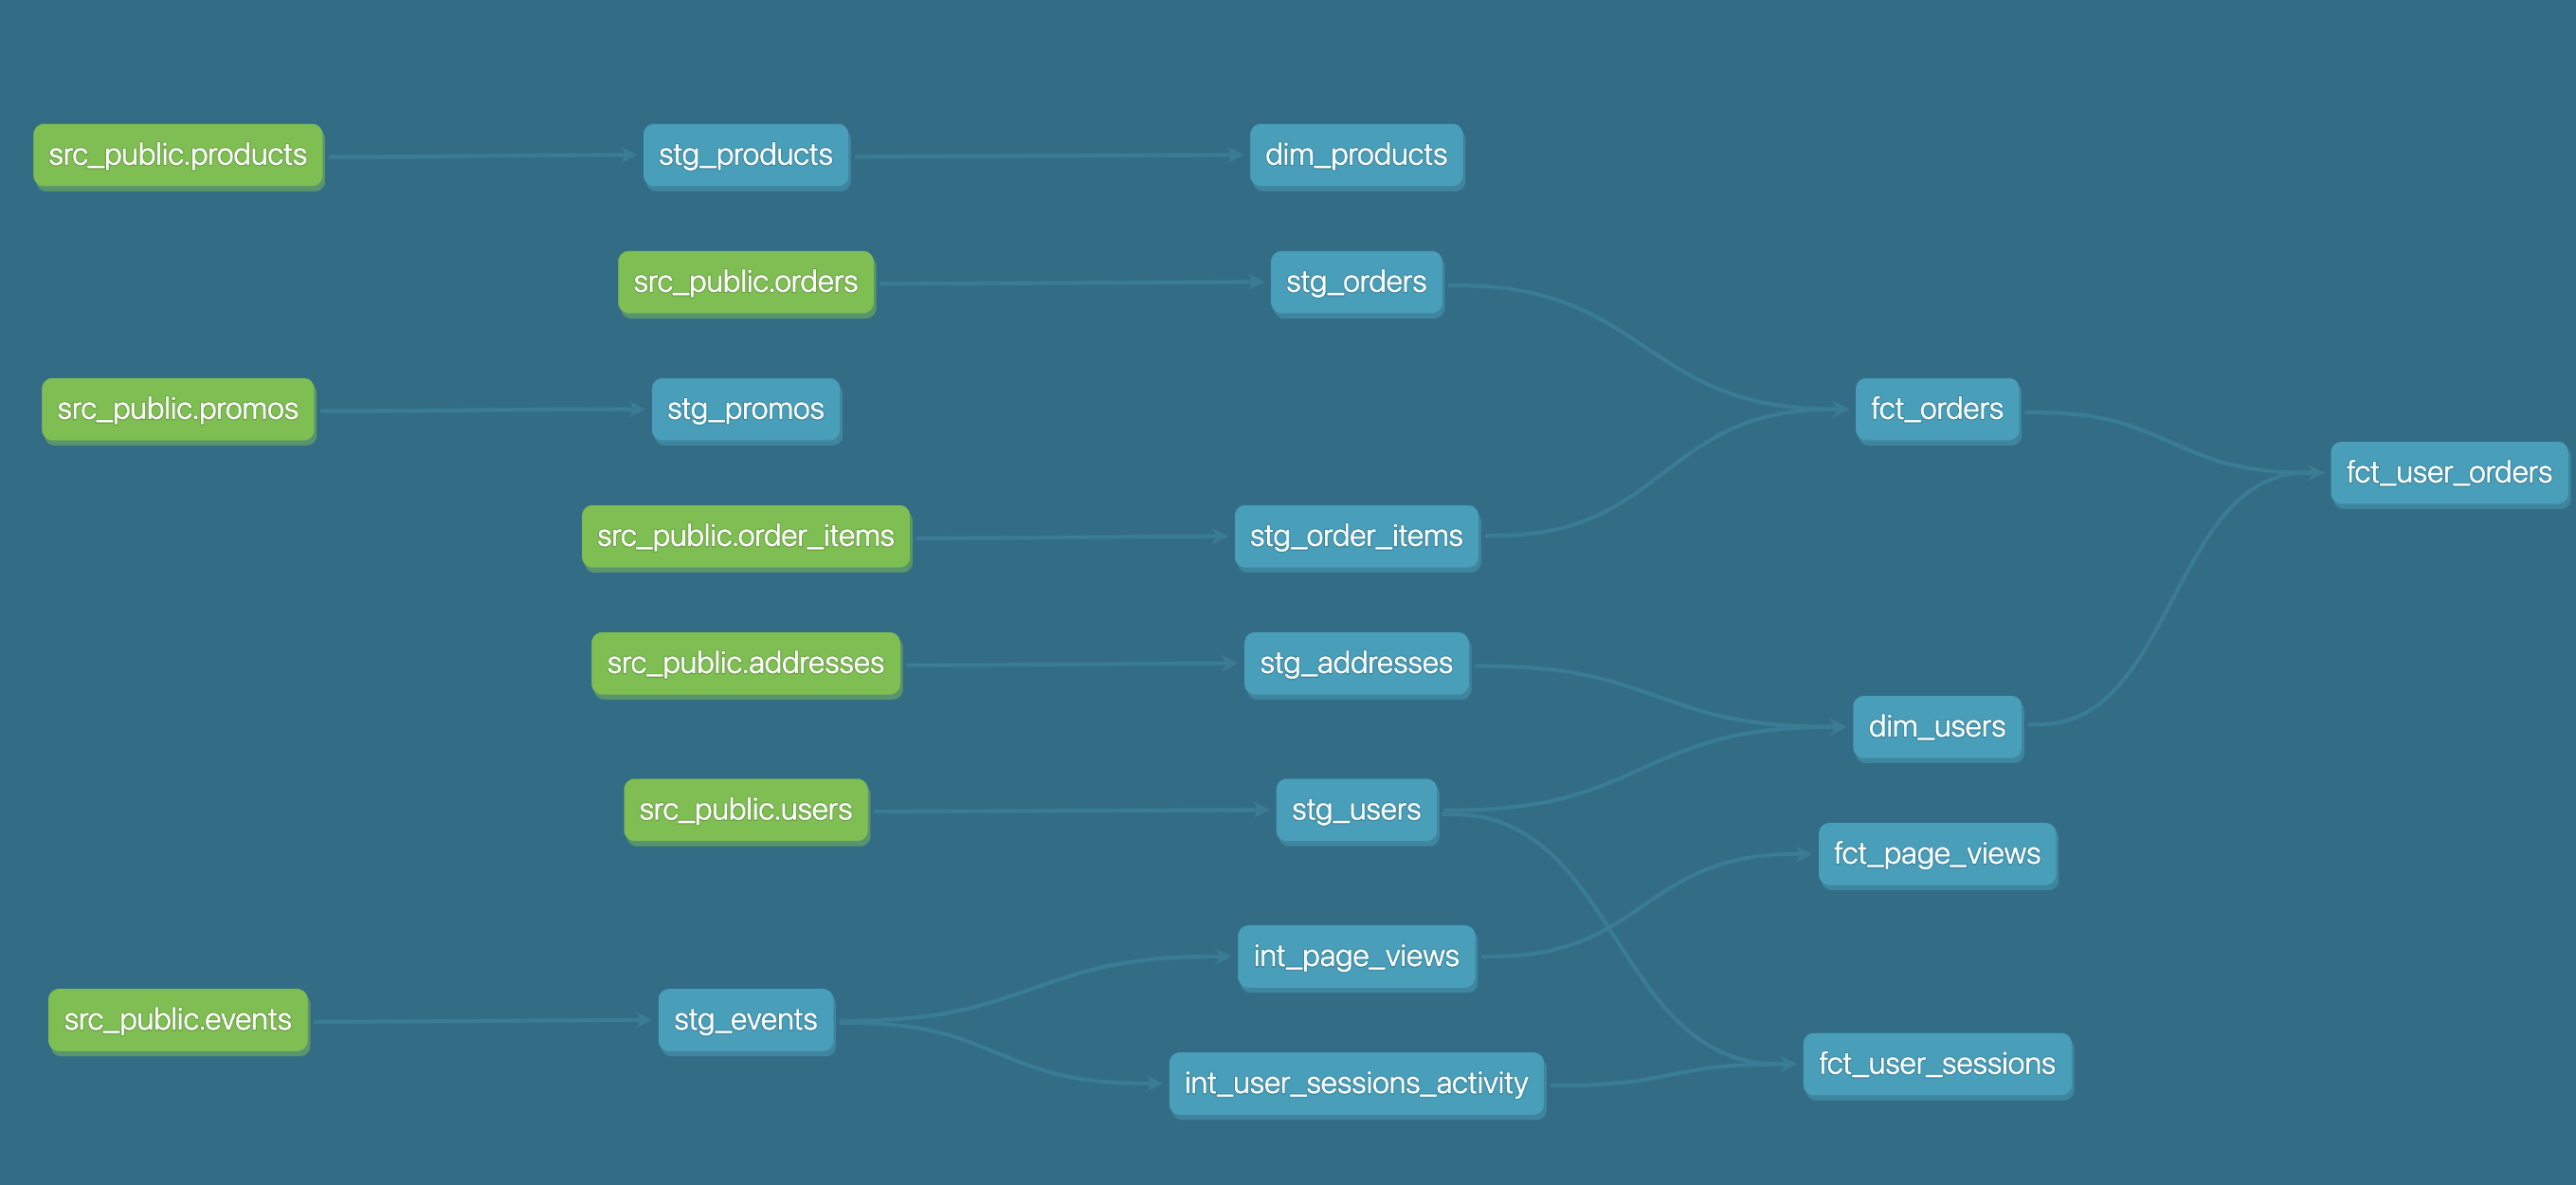 src_public.products
stg_products
dim_products
src_public.orders
stg_orders
src_public.promos
stg_promos
fct_orders
fct_user_orders
src_public.order_items
stg_order_items
src_public.addresses
stg_addresses
dim_users
src_public.users
stg_users
fct_page_views
int_page_views
src_public.events
stg_events
fct_user_sessions
int_user_sessions_activity